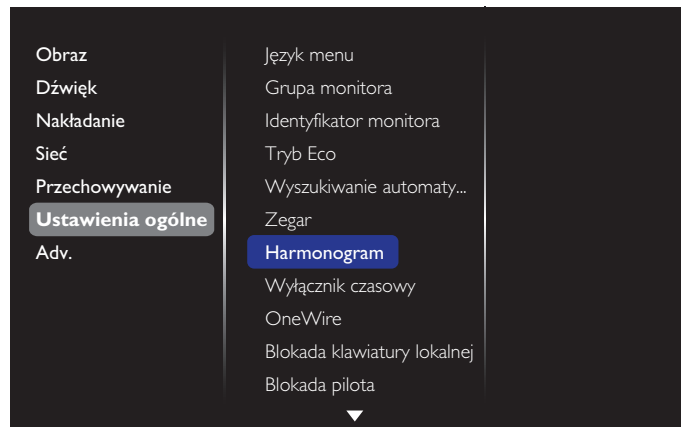 Obraz
Dźwięk
Nakładanie
Sieć
Przechowywanie
Ustawienia ogólne
Adv.
Język menu
Grupa monitora
Identyfikator monitora
Tryb Eco
Wyszukiwanie automaty...
Zegar
Harmonogram
Wyłącznik czasowy
OneWire
Blokada klawiatury lokalnej
Blokada pilota